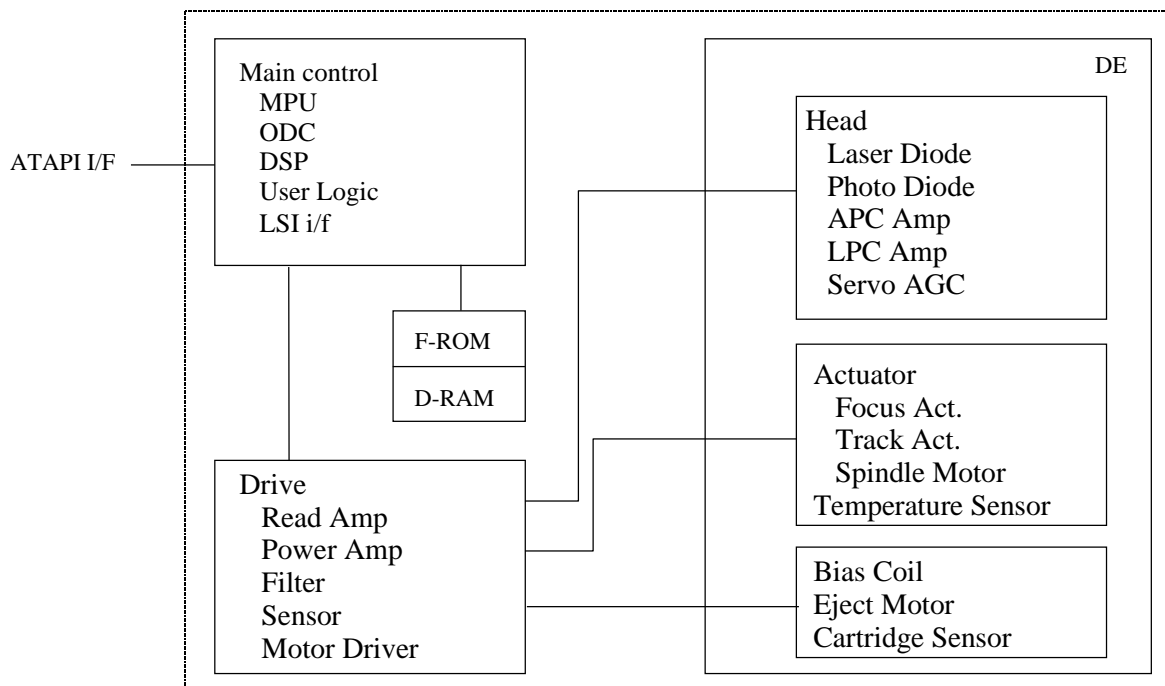 ATAPI I/F
Main control
MPU
ODC
DSP
User Logic
LSI i/f
F-ROM
D-RAM
Drive
Read Amp
Power Amp
Filter
Sensor
Motor Driver
DE
Head
Laser Diode
Photo Diode
APC Amp
LPC Amp
Servo AGC
Actuator
Focus Act.
Track Act.
Spindle Motor
Temperature Sensor
Bias Coil
Eject Motor
Cartridge Sensor